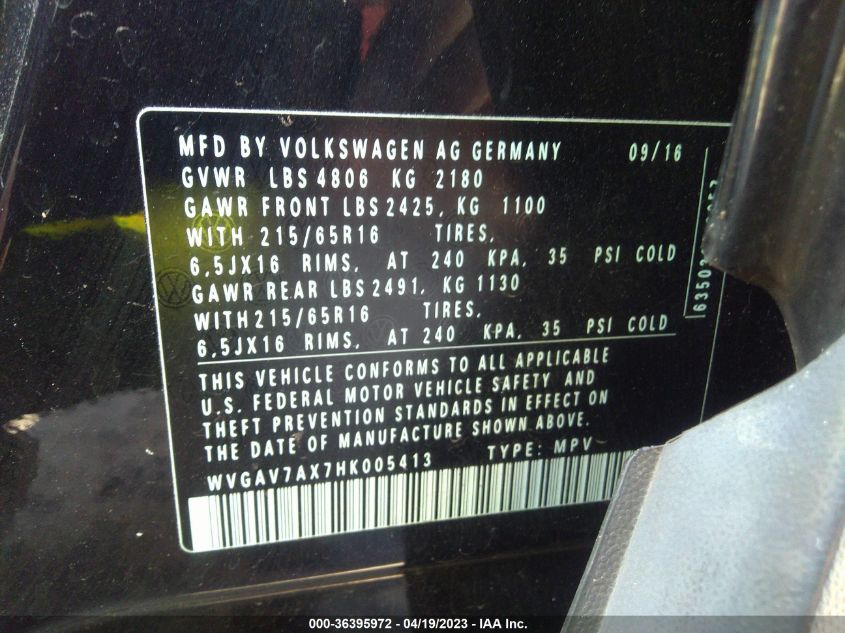 MFD BY VOLKSWAGEN AG GERMANY 09/16
GVWR LBS 4806 KG 2180
GAWR FRONT LBS 2425, KG 1100
WITH 215/65R16 TIRES,
6,5JX16 RIMS, AT 240 KPA, 35 PSI COLD
GAWR REAR LBS 2491, KG 1130
WITH 215/65R16 TIRES,
6,5JX16 RIMS, AT 240 KPA, 35 PSI COLD
THIS VEHICLE CONFORMS TO ALL APPLICABLE
U.S. FEDERAL MOTOR VEHICLE SAFETY AND
THEFT PREVENTION STANDARDS IN EFFECT ON
THE DATE OF MANUFACTURE SHOWN ABOVE.
WVGAV7AX7HK005413 TYPE: MPV
000-36395972 - 04/19/2023 - IAA Inc.